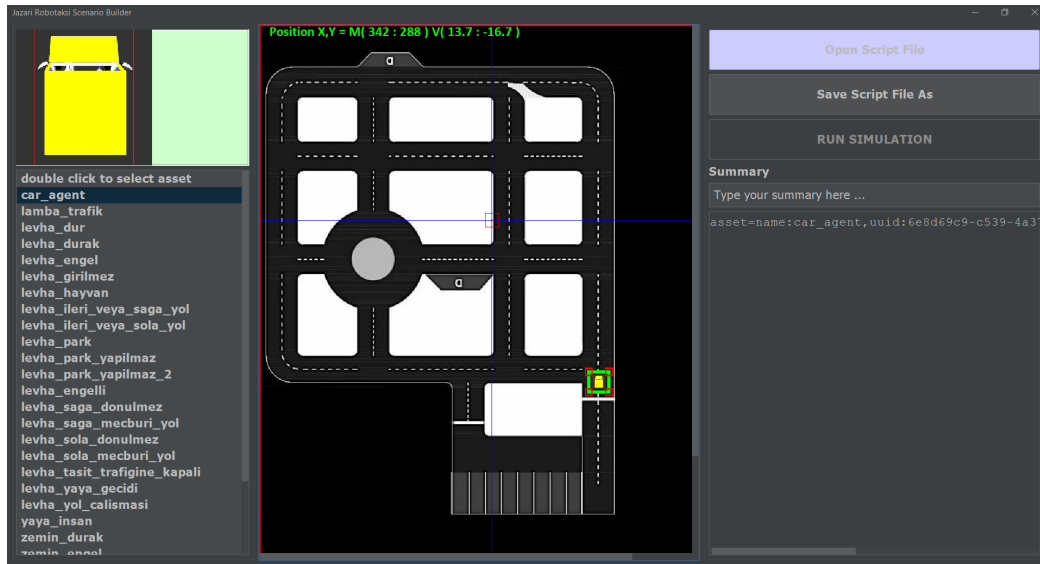 Jazari Robotaksi Scenario Builder
Position X,Y = M( 342 : 288 ) V( 13.7 : -16.7 )
D
D
double click to select asset
car_agent
lamba_trafik
levha_dur
levha_durak
levha_engel
levha_girilmez
levha_hayvan
levha_ileri_veya_saga_yol
levha_ileri_veya_sola_yol
levha_park
levha_park_yapilmaz
levha_park_yapilmaz_2
levha_engelli
levha_saga_donulmez
levha_saga_mecburi_yol
levha_sola_donulmez
levha_sola_mecburi_yol
levha_tasit_trafigine_kapali
levha_yaya_gecidi
levha_yol_calismasi
yaya_insan
zemin_durak
zemin_engel
Open Script File
Save Script File As
RUN SIMULATION
Summary
Type your summary here ...
asset=name:car_agent,uuid:6e8d69c9-c539-4a3